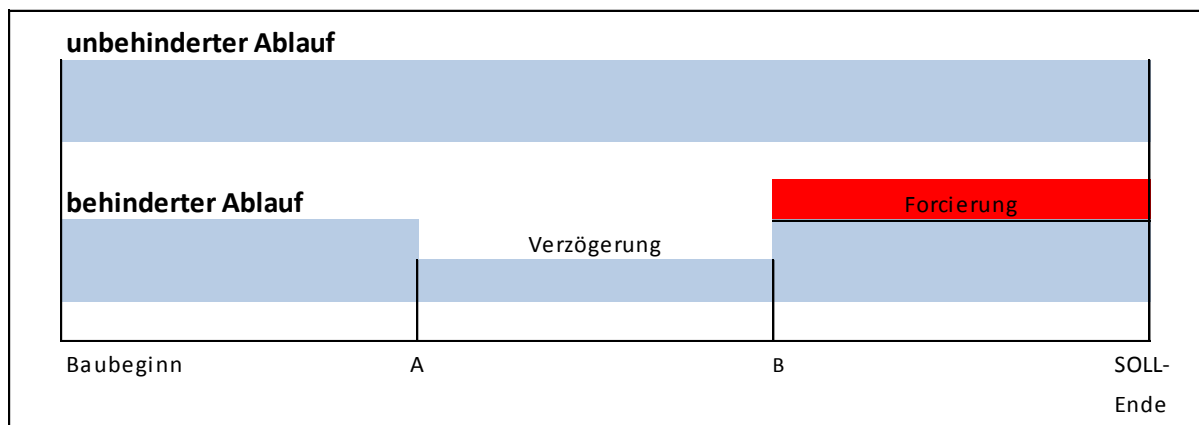 unbehinderter Ablauf
behinderter Ablauf
Forcierung
Verzögerung
Baubeginn
A
B
SOLL-
Ende